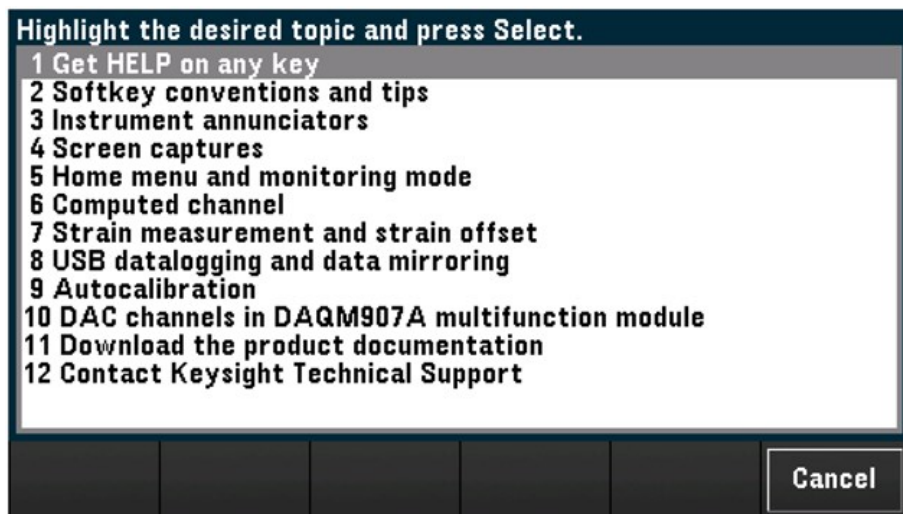 Highlight the desired topic and press Select.
1 Get HELP on any key
2 Softkey conventions and tips
3 Instrument annunciators
4 Screen captures
5 Home menu and monitoring mode
6 Computed channel
7 Strain measurement and strain offset
8 USB datalogging and data mirroring
9 Autocalibration
10 DAC channels in DAQM907A multifunction module
11 Download the product documentation
12 Contact Keysight Technical Support
Cancel